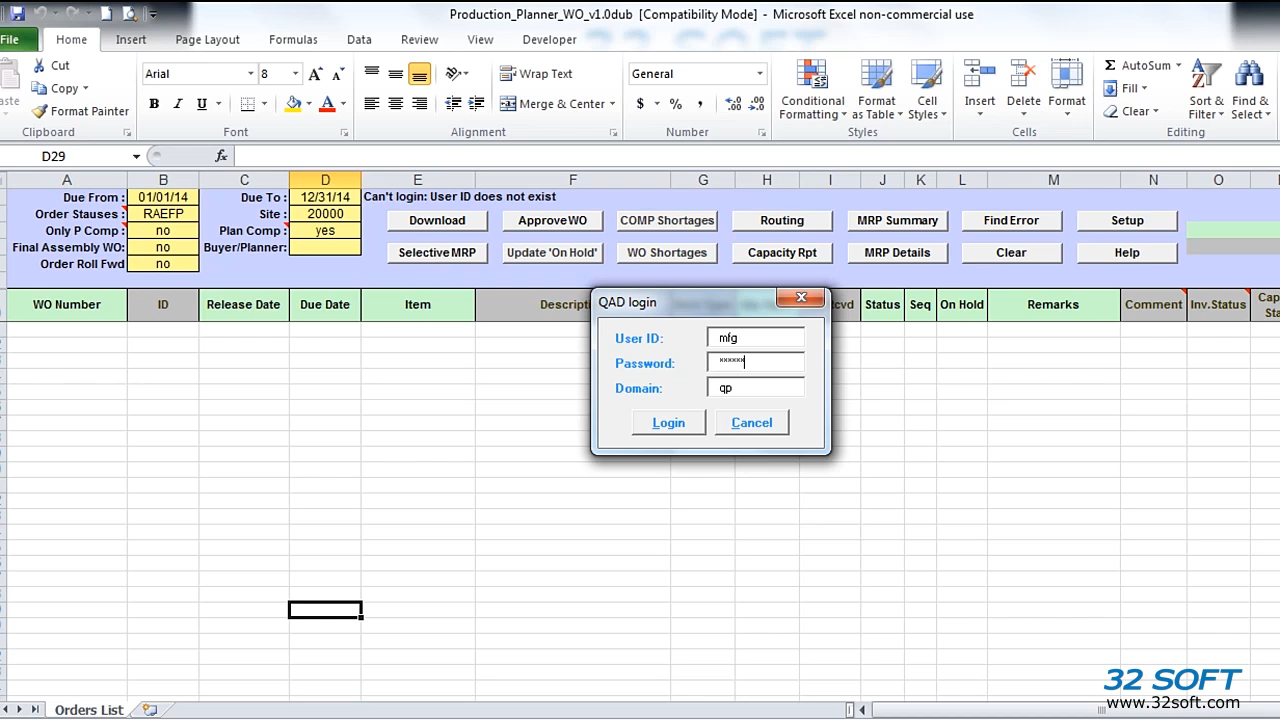 Production_Planner_WO_v1.0dub [Compatibility Mode] - Microsoft Excel non-commercial use
File Home Insert Page Layout Formulas Data Review View Developer
Cut
Copy
Format Painter
Clipboard
Arial 8 A A
B I U A
Font
Wrap Text
Merge & Center
Alignment
General
$ % ,
Number
Conditional Formatting
Format as Table
Cell Styles
Styles
Insert Delete Format
Cells
AutoSum
Fill
Clear
Sort & Filter
Find & Select
Editing
D29 fx
A B C D E F G H I J K L M N O
Due From: 01/01/14 Due To: 12/31/14 Can't login: User ID does not exist
Order Stauses: RAEFP Site: 20000
Only P Comp: no Plan Comp: yes
Final Assembly WO: no Buyer/Planner:
Order Roll Fwd no
Download Approve WO COMP Shortages Routing MRP Summary Find Error Setup
Selective MRP Update 'On Hold' WO Shortages Capacity Rpt MRP Details Clear Help
WO Number ID Release Date Due Date Item Status Seq On Hold Remarks Comment Inv.Status
QAD login
User ID: mfg
Password: ******
Domain: qp
Login Cancel
Orders List
32 SOFT
www.32soft.com